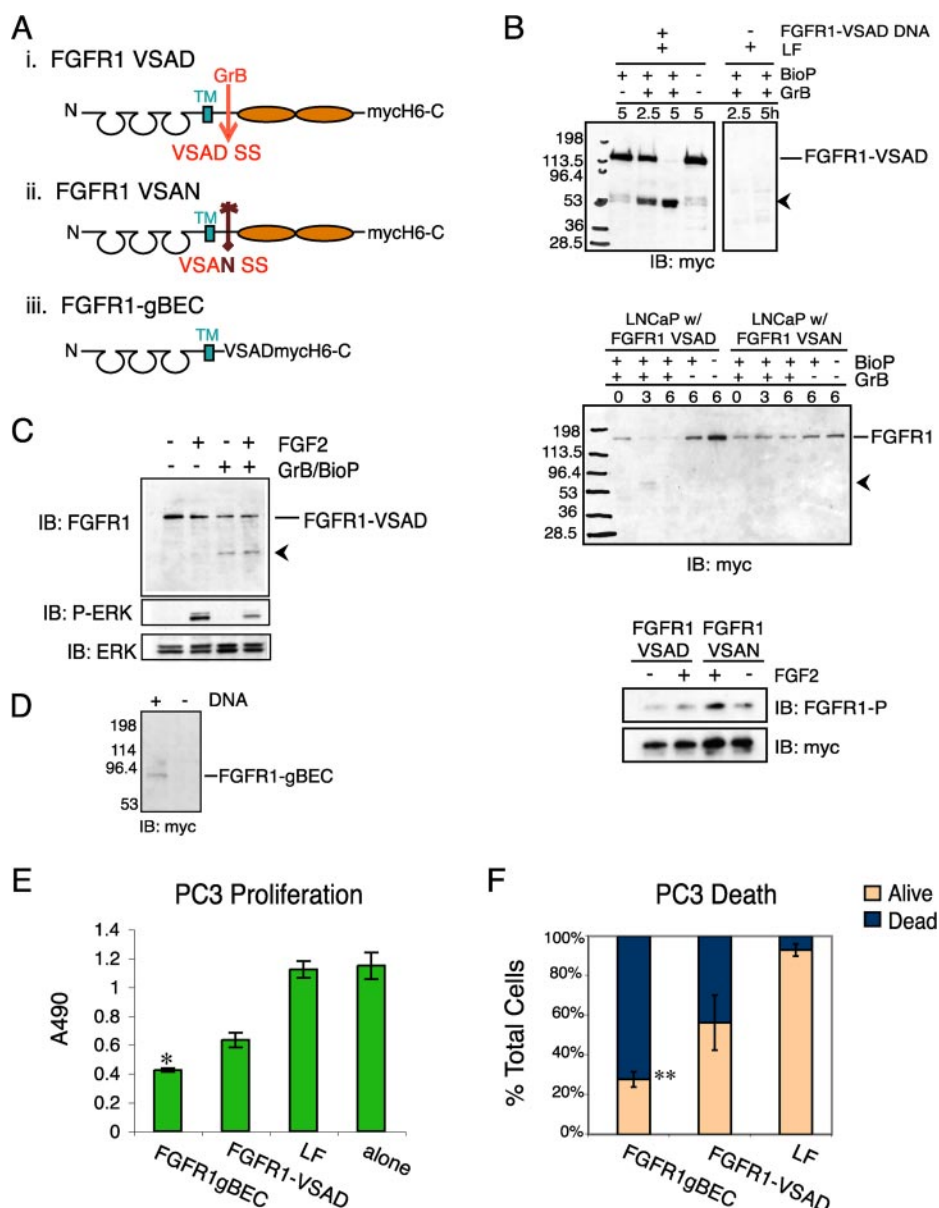 A
i. FGFR1 VSAD
GrB
TM
N
mycH6-C
VSAD SS
ii. FGFR1 VSAN
TM
N
mycH6-C
VSAN SS
iii. FGFR1-gBEC
TM
N
VSADmycH6-C
B
+ - FGFR1-VSAD DNA
+ + LF
+ + + - + + BioP
- + + - + + GrB
5 2.5 5 5 2.5 5h
198
113.5
96.4
53
36
28.5
FGFR1-VSAD
IB: myc
LNCaP w/ FGFR1 VSAD
LNCaP w/ FGFR1 VSAN
+ + + + - + + + + - BioP
+ + + - - + + + - - GrB
0 3 6 6 6 0 3 6 6 6
198
113.5
96.4
53
36
28.5
FGFR1
IB: myc
FGFR1 VSAD
FGFR1 VSAN
- + + - FGF2
IB: FGFR1-P
IB: myc
C
- + - + FGF2
- - + + GrB/BioP
IB: FGFR1
FGFR1-VSAD
IB: P-ERK
IB: ERK
D
+ - DNA
198
114
96.4
53
FGFR1-gBEC
IB: myc
E
PC3 Proliferation
A490
1.4
1.2
1
0.8
0.6
0.4
0.2
0
*
FGFR1gBEC
FGFR1-VSAD
LF
alone
F
PC3 Death
Alive
Dead
% Total Cells
100%
80%
60%
40%
20%
0%
**
FGFR1gBEC
FGFR1-VSAD
LF